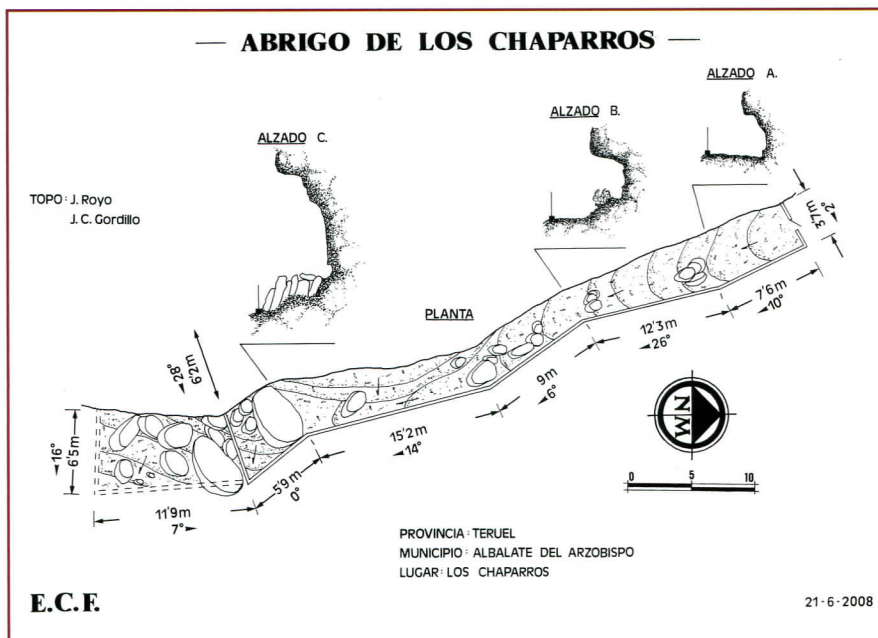 — ABRIGO DE LOS CHAPARROS —
ALZADO A.
ALZADO B.
ALZADO C.
TOPO: J. Royo
J. C. Gordillo
3'7m
2°
7'6m
10°
12'3m
26°
PLANTA
9m
6°
6'2m
28°
15'2m
14°
5'9m
0°
6'5m
16°
11'9m
7°
NM
0 5 10
PROVINCIA: TERUEL
MUNICIPIO: ALBALATE DEL ARZOBISPO
LUGAR: LOS CHAPARROS
E.C.F.
21-6-2008